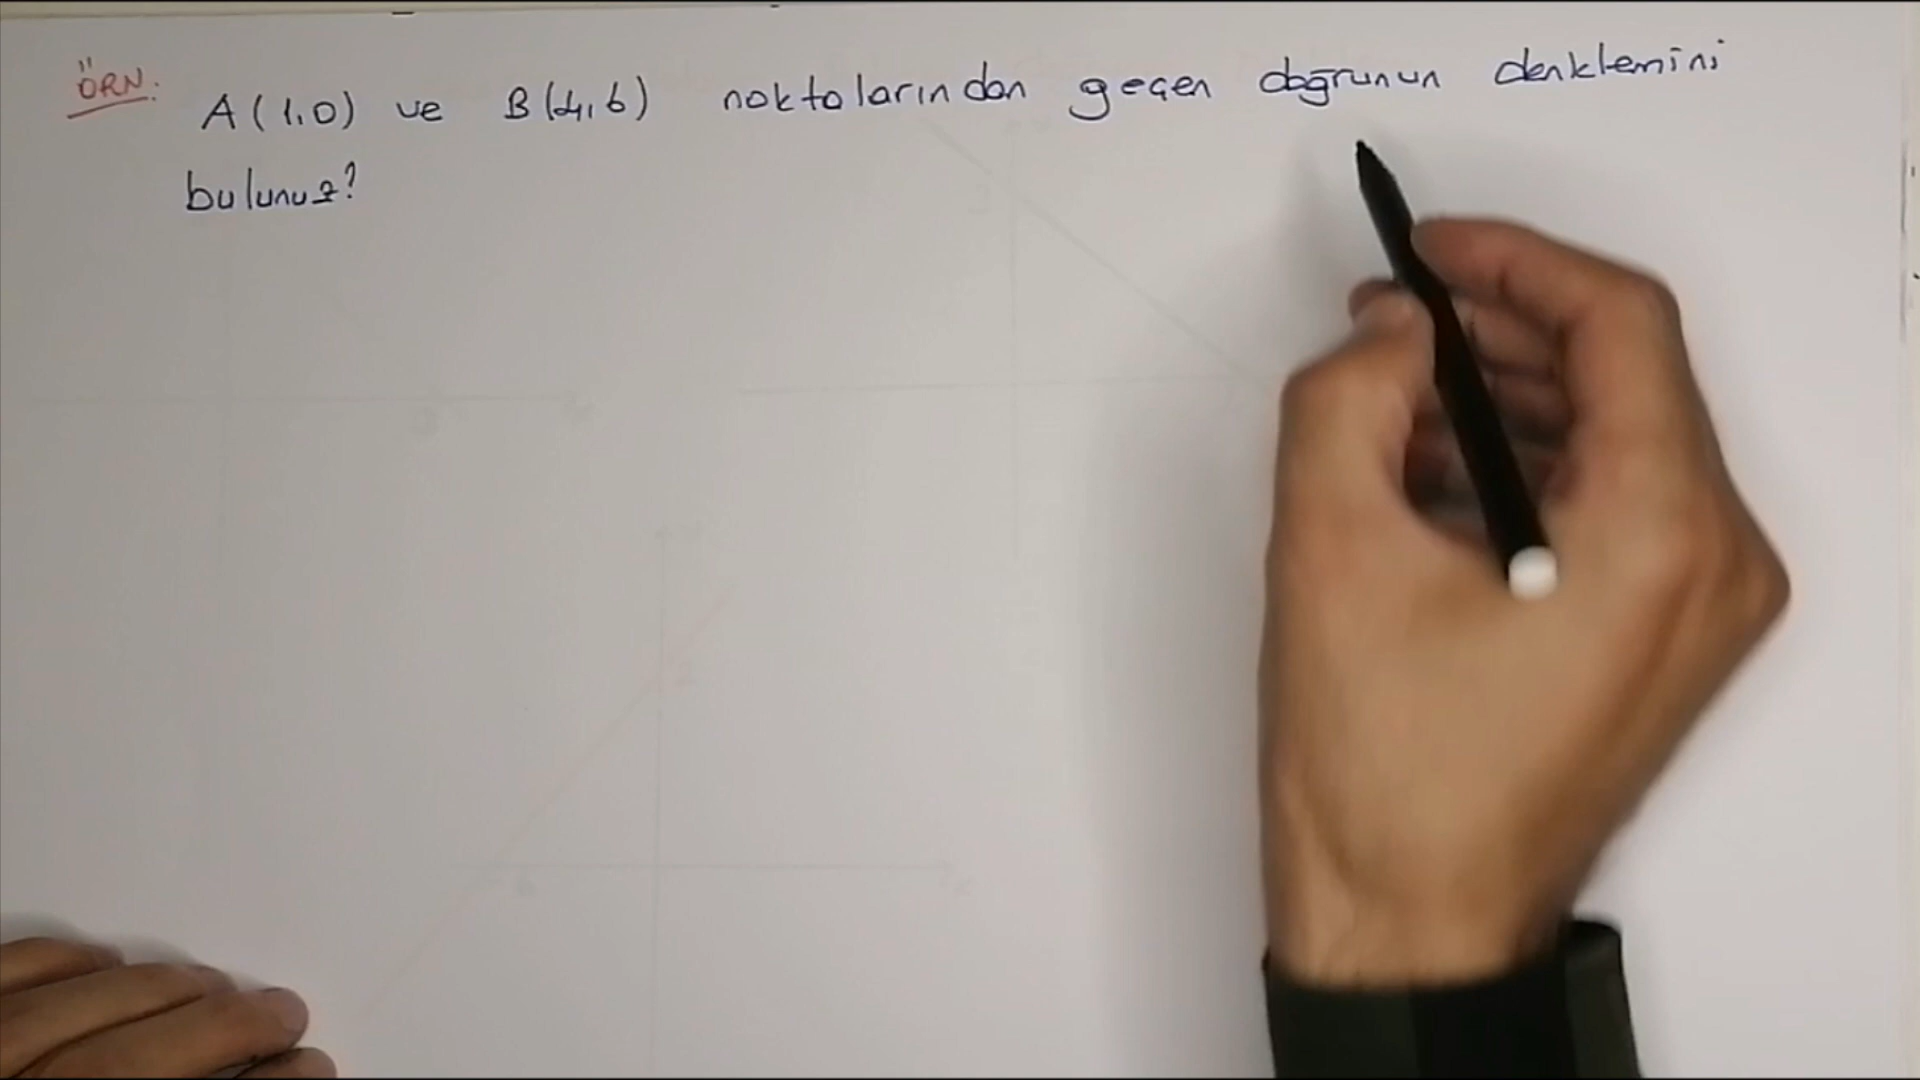 ÖRN: A(1,0) ve B(4,6) noktalarından geçen doğrunun denklemini
bulunuz?